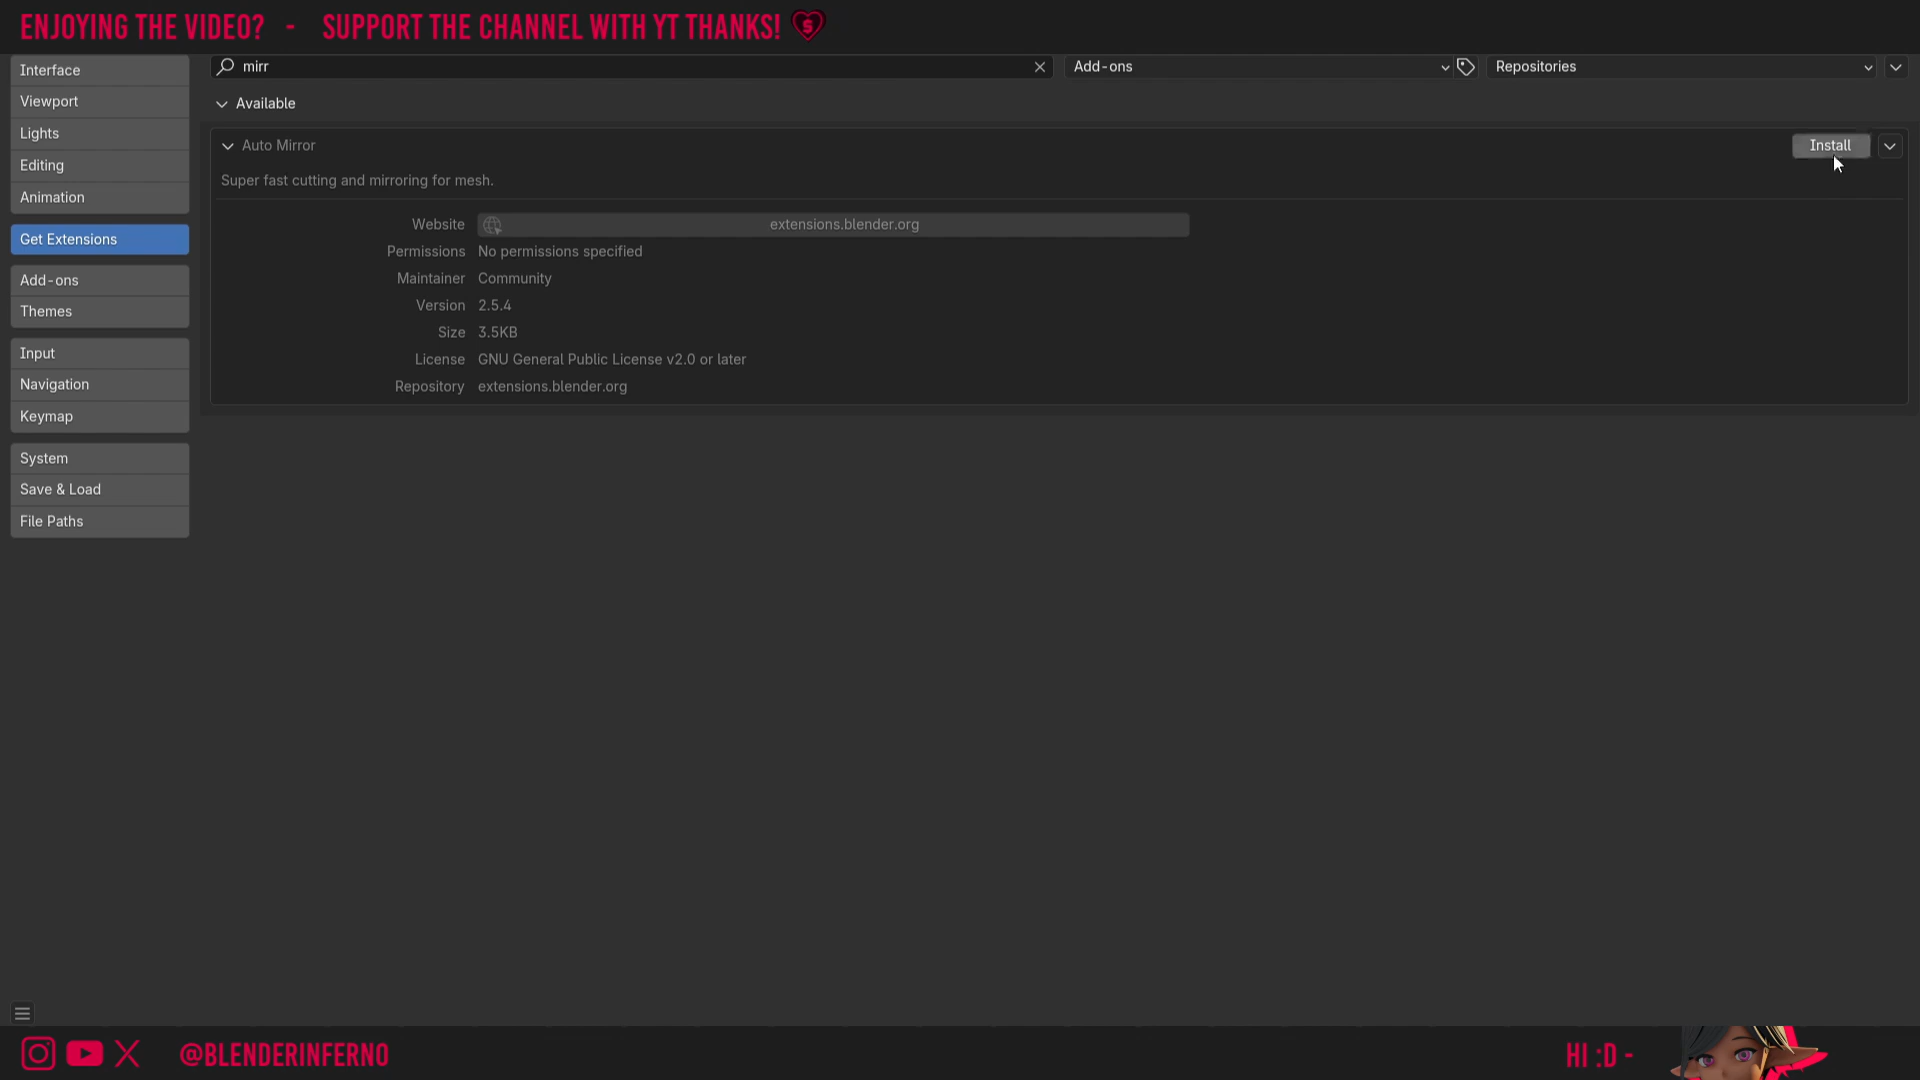 ENJOYING THE VIDEO? - SUPPORT THE CHANNEL WITH YT THANKS! $
Interface
Viewport
Lights
Editing
Animation
Get Extensions
Add-ons
Themes
Input
Navigation
Keymap
System
Save & Load
File Paths
mirr
Add-ons
Repositories
Available
Auto Mirror
Install
Super fast cutting and mirroring for mesh.
Website extensions.blender.org
Permissions No permissions specified
Maintainer Community
Version 2.5.4
Size 3.5KB
License GNU General Public License v2.0 or later
Repository extensions.blender.org
@BLENDERINFERNO
HI :D -